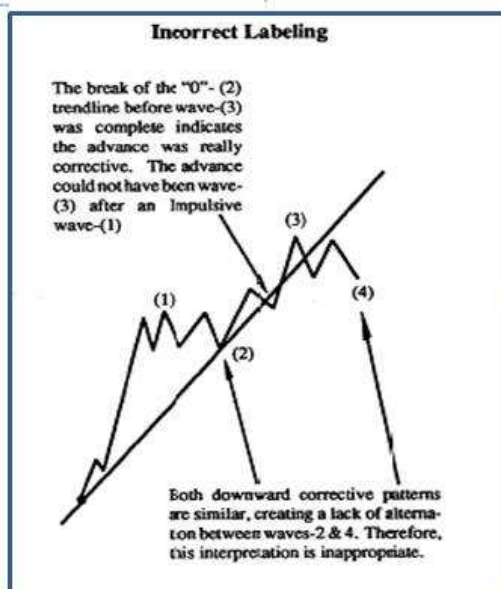 Incorrect Labeling
The break of the "0"- (2)
trendline before wave-(3)
was complete indicates
the advance was really
corrective. The advance
could not have been wave-
(3) after an Impulsive
wave-(1)
(3)
(1)
(4)
(2)
Both downward corrective patterns
are similar, creating a lack of alterna-
ton between waves-2 & 4. Therefore,
this interpretation is inappropriate.